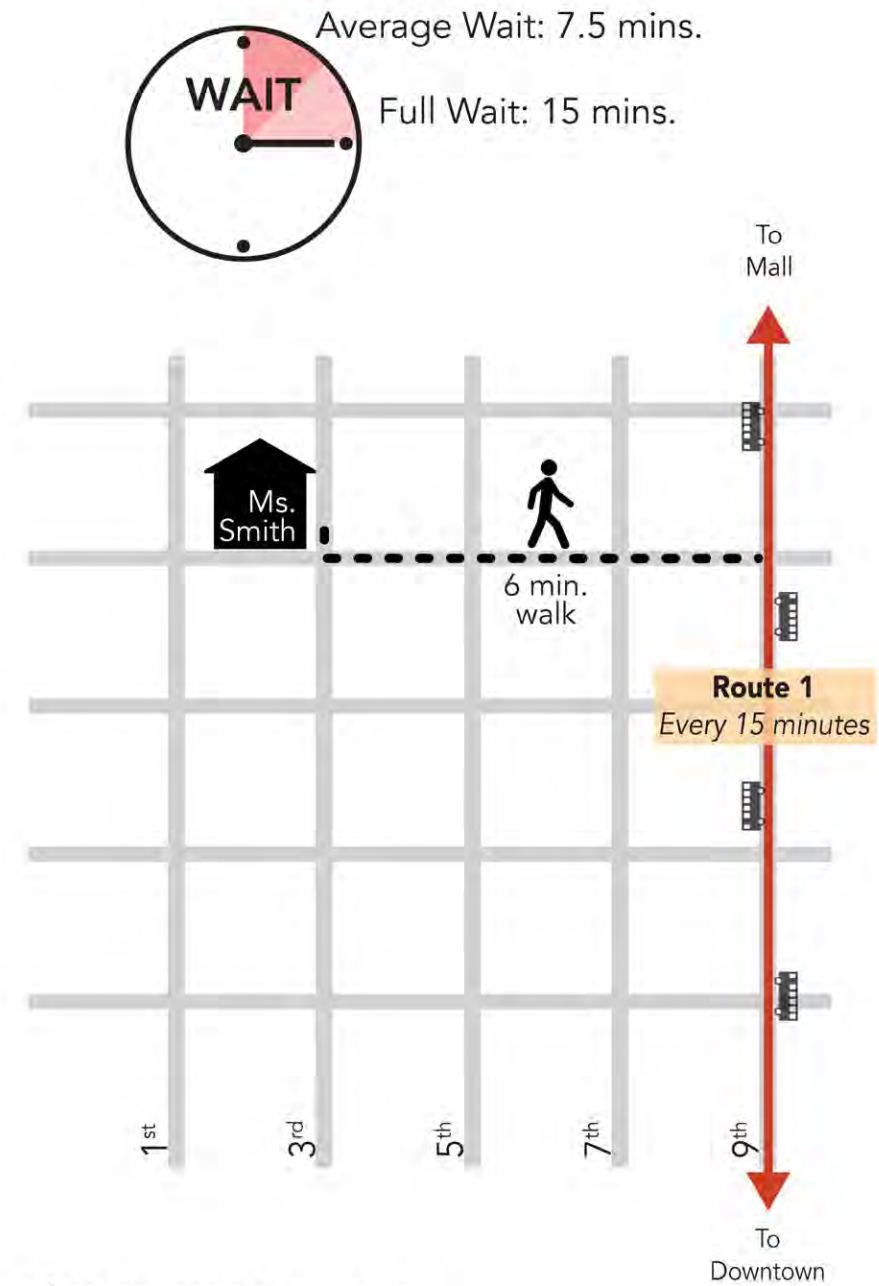 Average Wait: 7.5 mins.
WAIT
Full Wait: 15 mins.
To
Mall
Ms.
Smith
6 min.
walk
Route 1
Every 15 minutes
1st
3rd
5th
7th
9th
To
Downtown